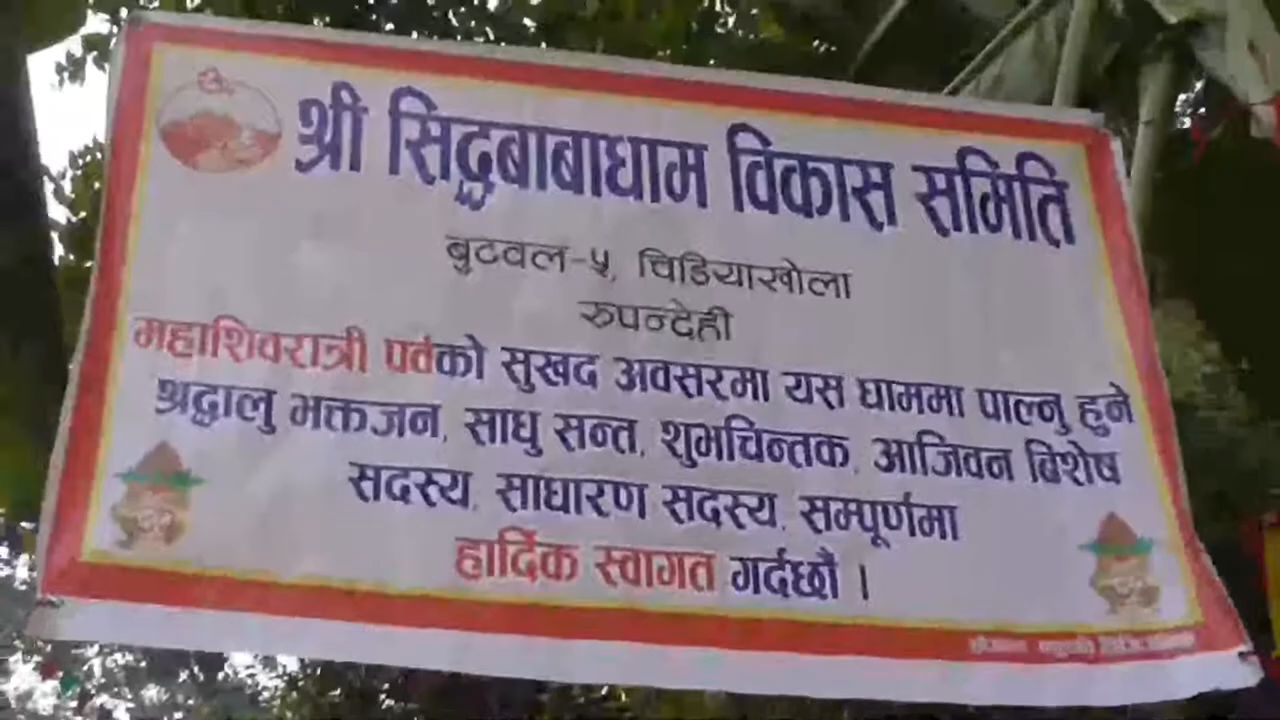 श्री सिद्धबाबाधाम विकास समिति
बुटवल-५, चिडियाखोला
रुपन्देही
महाशिवरात्री पर्वको सुखद अवसरमा यस धाममा पाल्नु हुने
श्रद्धालु भक्तजन, साधु सन्त, शुभचिन्तक, आजिवन बिशेष
सदस्य, साधारण सदस्य, सम्पूर्णमा
हार्दिक स्वागत गर्दछौं ।